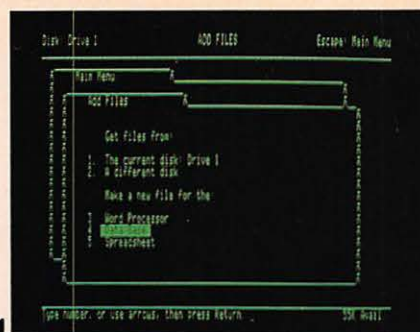 Disk: Drive 1 ADD FILES Escape: Main Menu
Main Menu
Add Files
Get files from:
1. The current disk: Drive 1
2. A different disk
Make a new file for the:
3. Word Processor
4. Data Base
5. Spreadsheet
Type number, or use arrows, then press Return _ 55K Avail